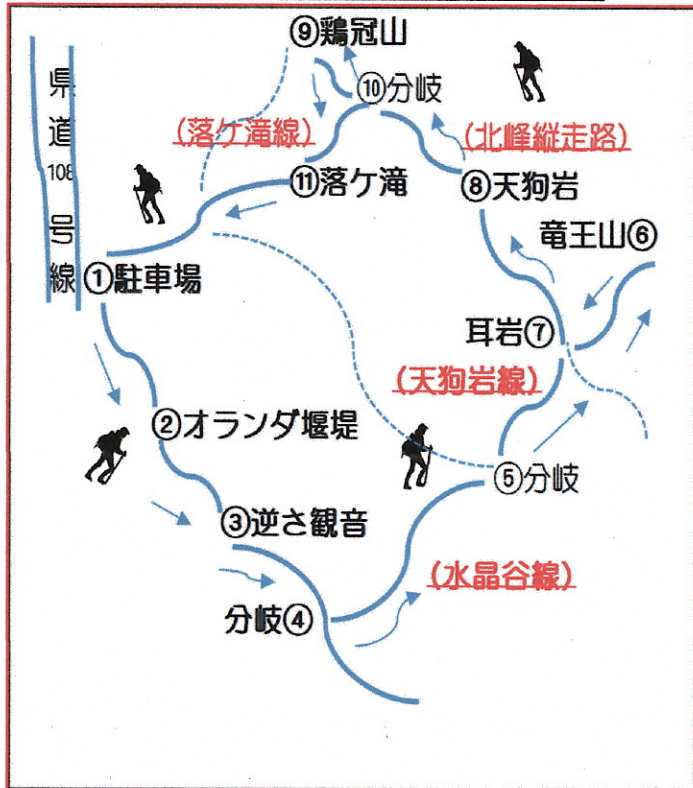 県道108号線
⑨鶏冠山
⑩分岐
(落ケ滝線)
(北峰縦走路)
⑪落ケ滝
⑧天狗岩
竜王山⑥
①駐車場
耳岩⑦
(天狗岩線)
②オランダ堰堤
⑤分岐
③逆さ観音
(水晶谷線)
分岐④